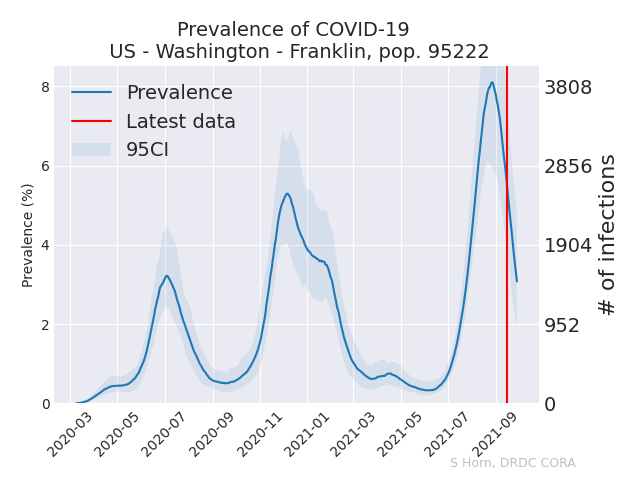 Prevalence of COVID-19
US - Washington - Franklin, pop. 95222
Prevalence
Latest data
95CI
Prevalence (%)
8
6
4
2
0
3808
2856
1904
952
0
# of infections
2020-03
2020-05
2020-07
2020-09
2020-11
2021-01
2021-03
2021-05
2021-07
2021-09
S Horn, DRDC CORA